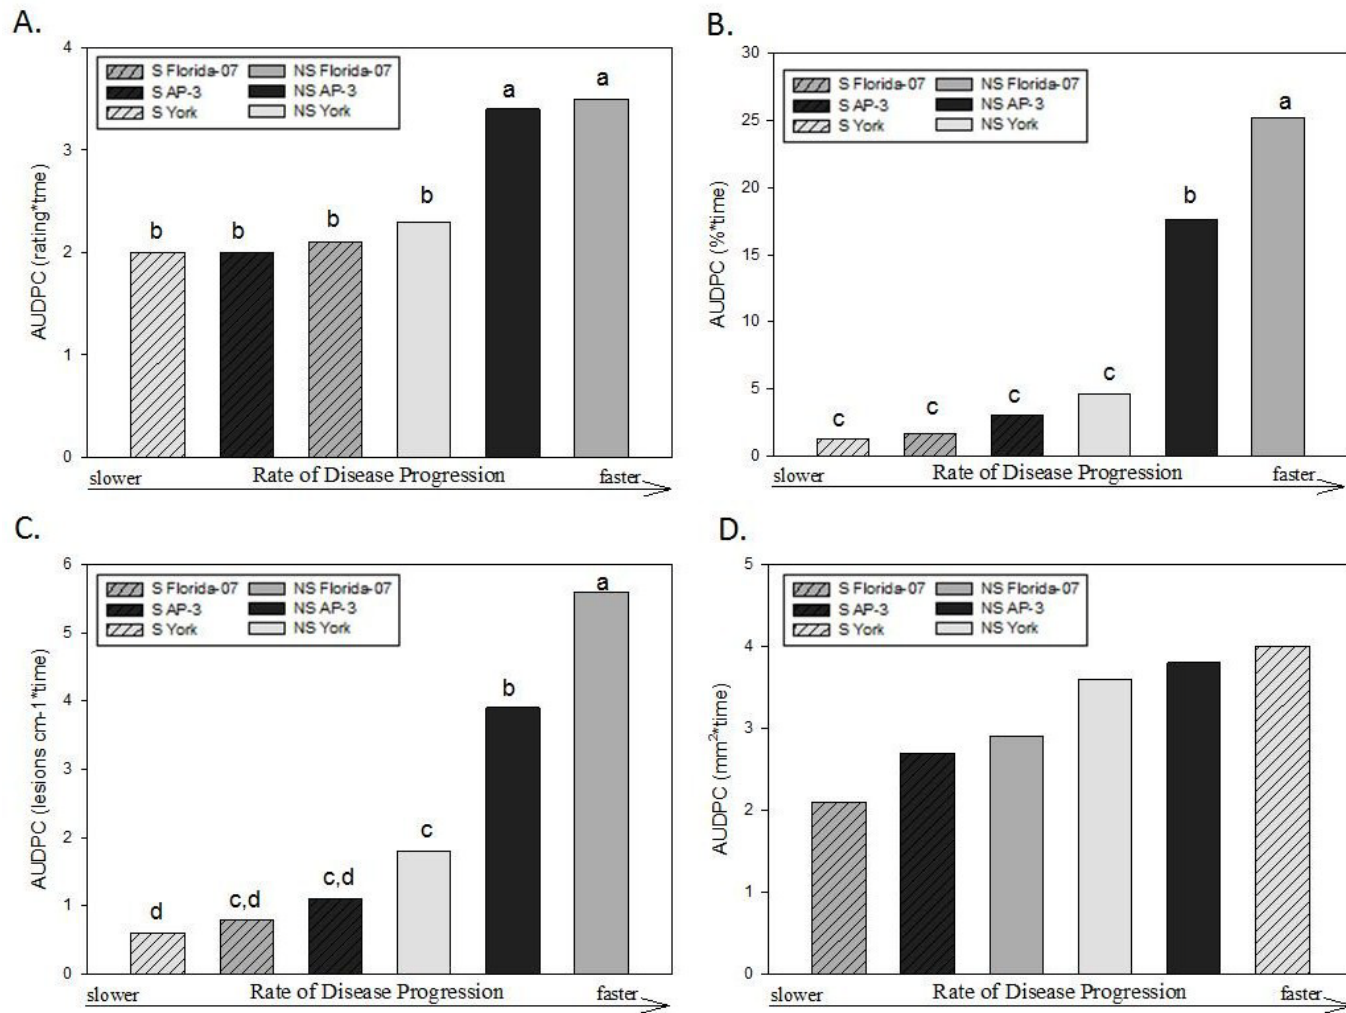 A.
AUDPC (rating*tme)
4
3
2
1
0
S Florida-07 NS Florida-07
S AP-3 NS AP-3
S York NS York
b b b b a a
slower Rate of Disease Progression faster
B.
AUDPC (%*time)
30
25
20
15
10
5
0
S Florida-07 NS Florida-07
S AP-3 NS AP-3
S York NS York
c c c c b a
slower Rate of Disease Progression faster
C.
AUDPC (lesions cm-1*time)
6
5
4
3
2
1
0
S Florida-07 NS Florida-07
S AP-3 NS AP-3
S York NS York
d c,d c,d c b a
slower Rate of Disease Progression faster
D.
AUDPC (mm²*time)
5
4
3
2
1
0
S Florida-07 NS Florida-07
S AP-3 NS AP-3
S York NS York
slower Rate of Disease Progression faster